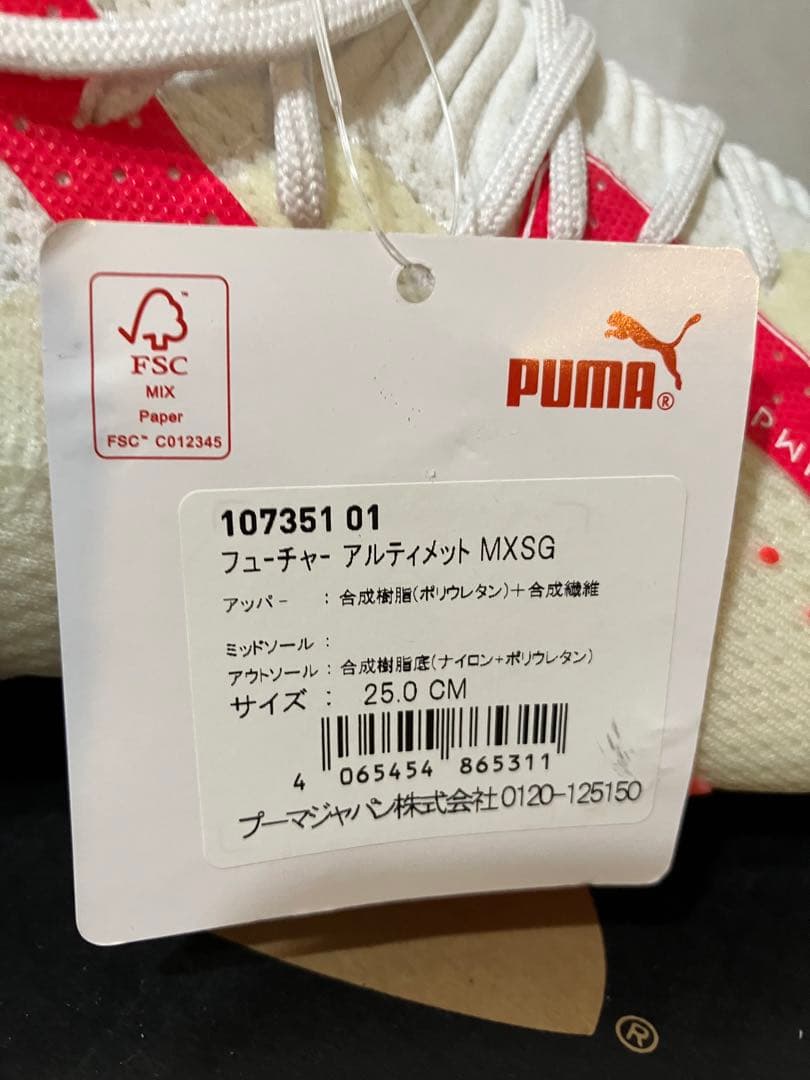 FSC
MIX
Paper
FSC™ C012345
PUMA®
107351 01
フューチャー アルティメット MXSG
アッパー : 合成樹脂(ポリウレタン)+合成繊維
ミッドソール :
アウトソール : 合成樹脂底(ナイロン+ポリウレタン)
サイズ : 25.0 CM
4 065454 865311
プーマジャパン株式会社0120-125150
®